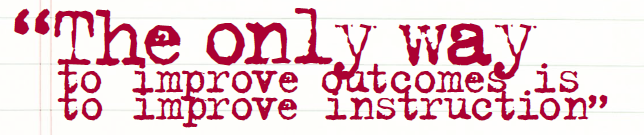 “The only way
to improve outcomes is
to improve instruction”